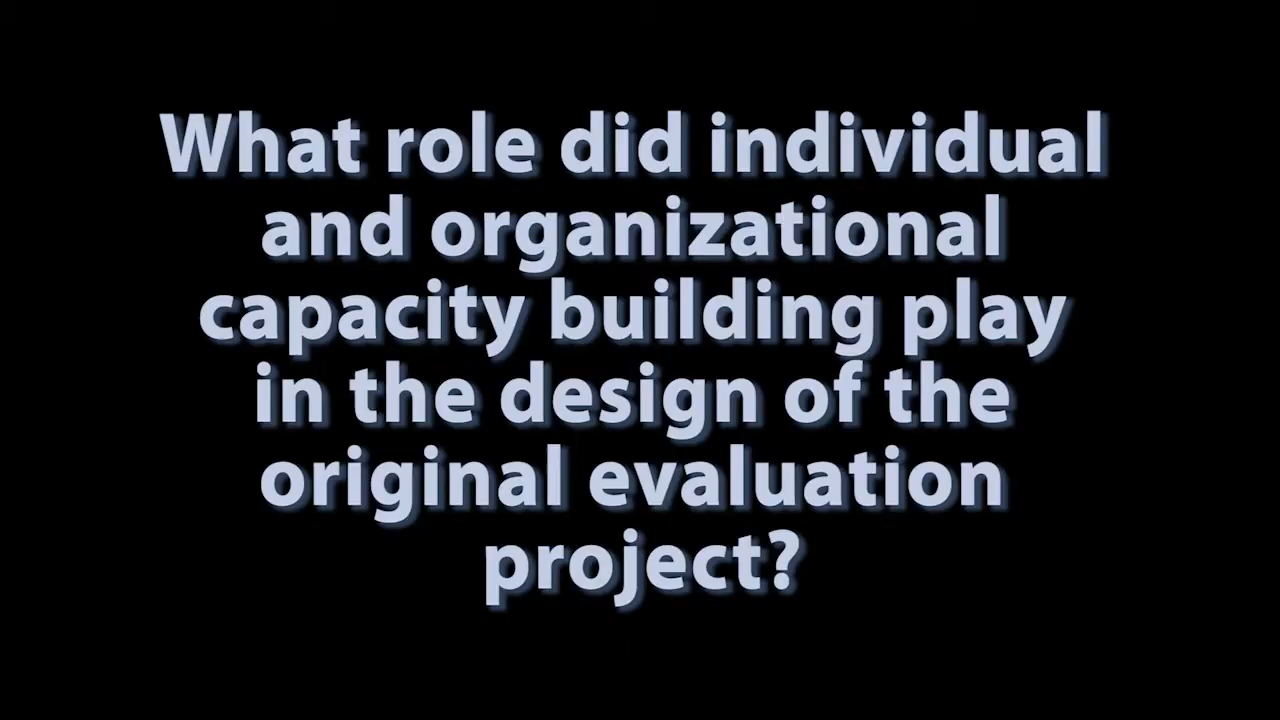 What role did individual
and organizational
capacity building play
in the design of the
original evaluation
project?